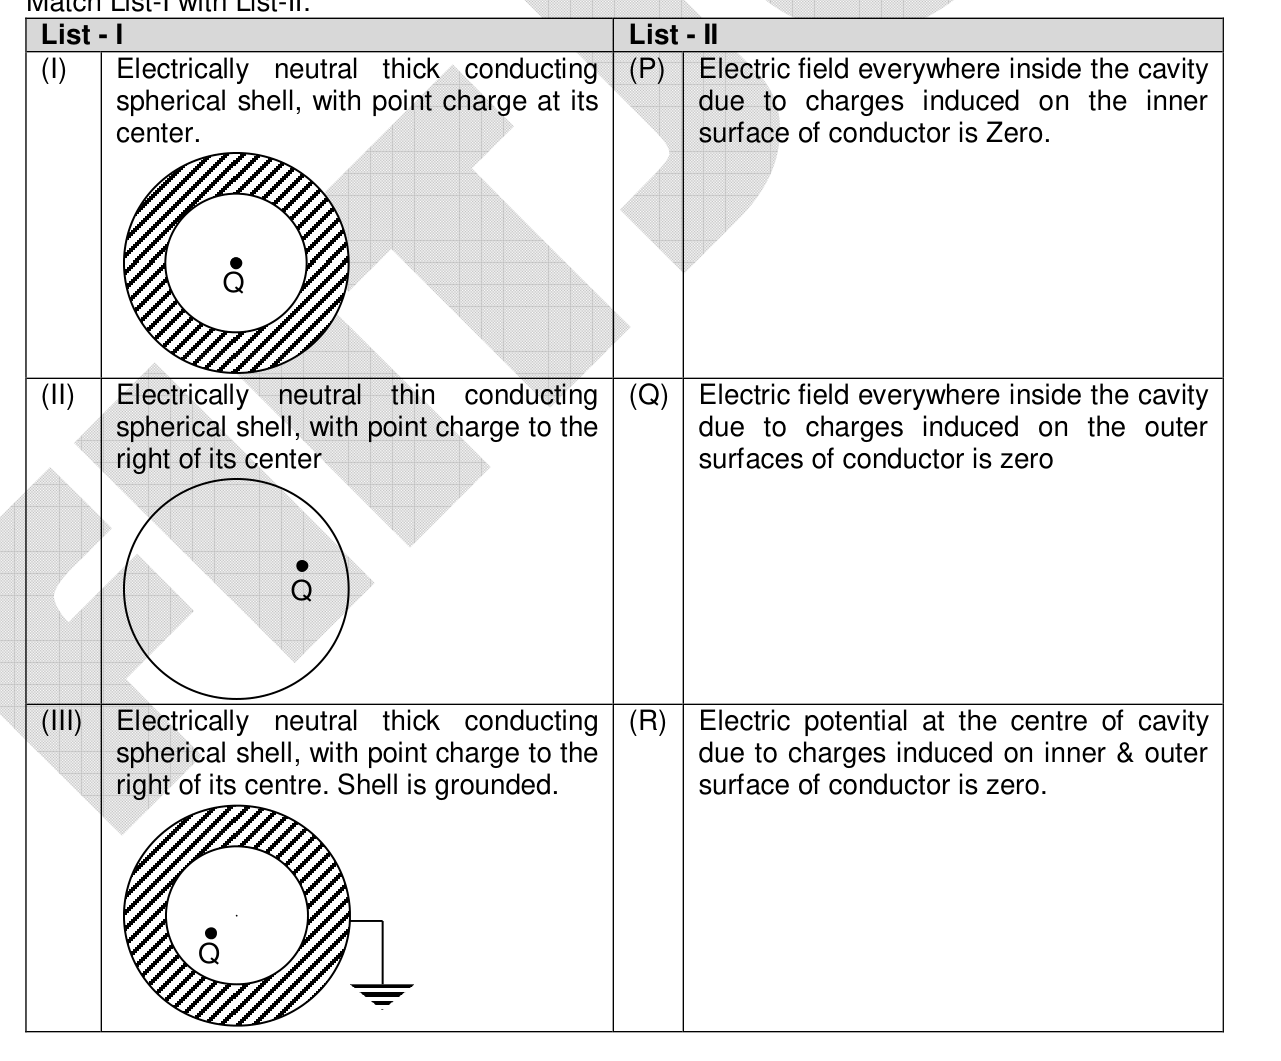 Match List-I with List-II.
List - I
List - II
(I) Electrically neutral thick conducting
spherical shell, with point charge at its
center.
Q
(P) Electric field everywhere inside the cavity
due to charges induced on the inner
surface of conductor is Zero.
(II) Electrically neutral thin conducting
spherical shell, with point charge to the
right of its center
Q
(Q) Electric field everywhere inside the cavity
due to charges induced on the outer
surfaces of conductor is zero
(III) Electrically neutral thick conducting
spherical shell, with point charge to the
right of its centre. Shell is grounded.
Q
(R) Electric potential at the centre of cavity
due to charges induced on inner & outer
surface of conductor is zero.